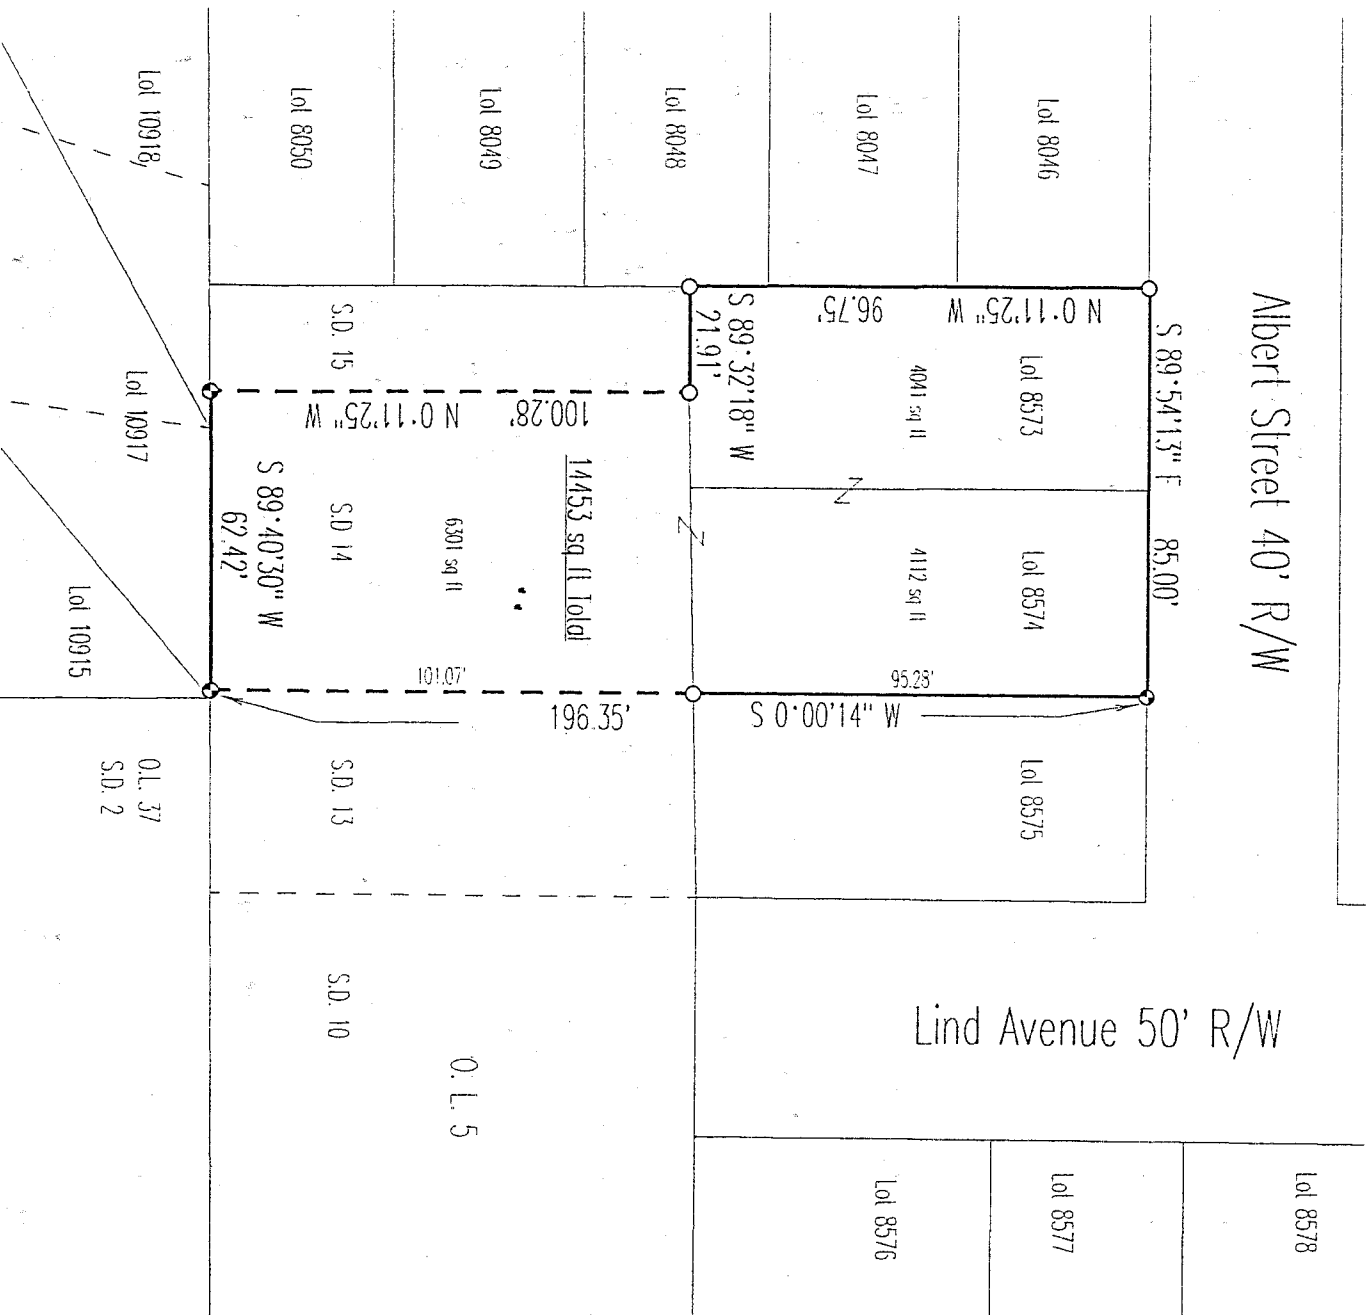 Albert Street 40' R/W
S 89°54'13" E 85.00'
Lot 8046
Lot 8047
Lot 8048
Lot 8049
Lot 8050
Lot 10918
N 0°11'25" W 96.75'
Lot 8573
4041 sq ft
S 89°32'18" W
21.91'
Lot 8574
4112 sq ft
95.28'
S 0°00'14" W
196.35'
101.07'
S.D. 15
N 0°11'25" W 100.28'
14453 sq ft Total
6301 sq ft
S.D 14
S 89°40'30" W
62.42'
Lot 10917
Lot 10915
Lot 8575
S.D. 13
O.L. 37
S.D. 2
S.D. 10
O. L. 5
Lind Avenue 50' R/W
Lot 8578
Lot 8577
Lot 8576